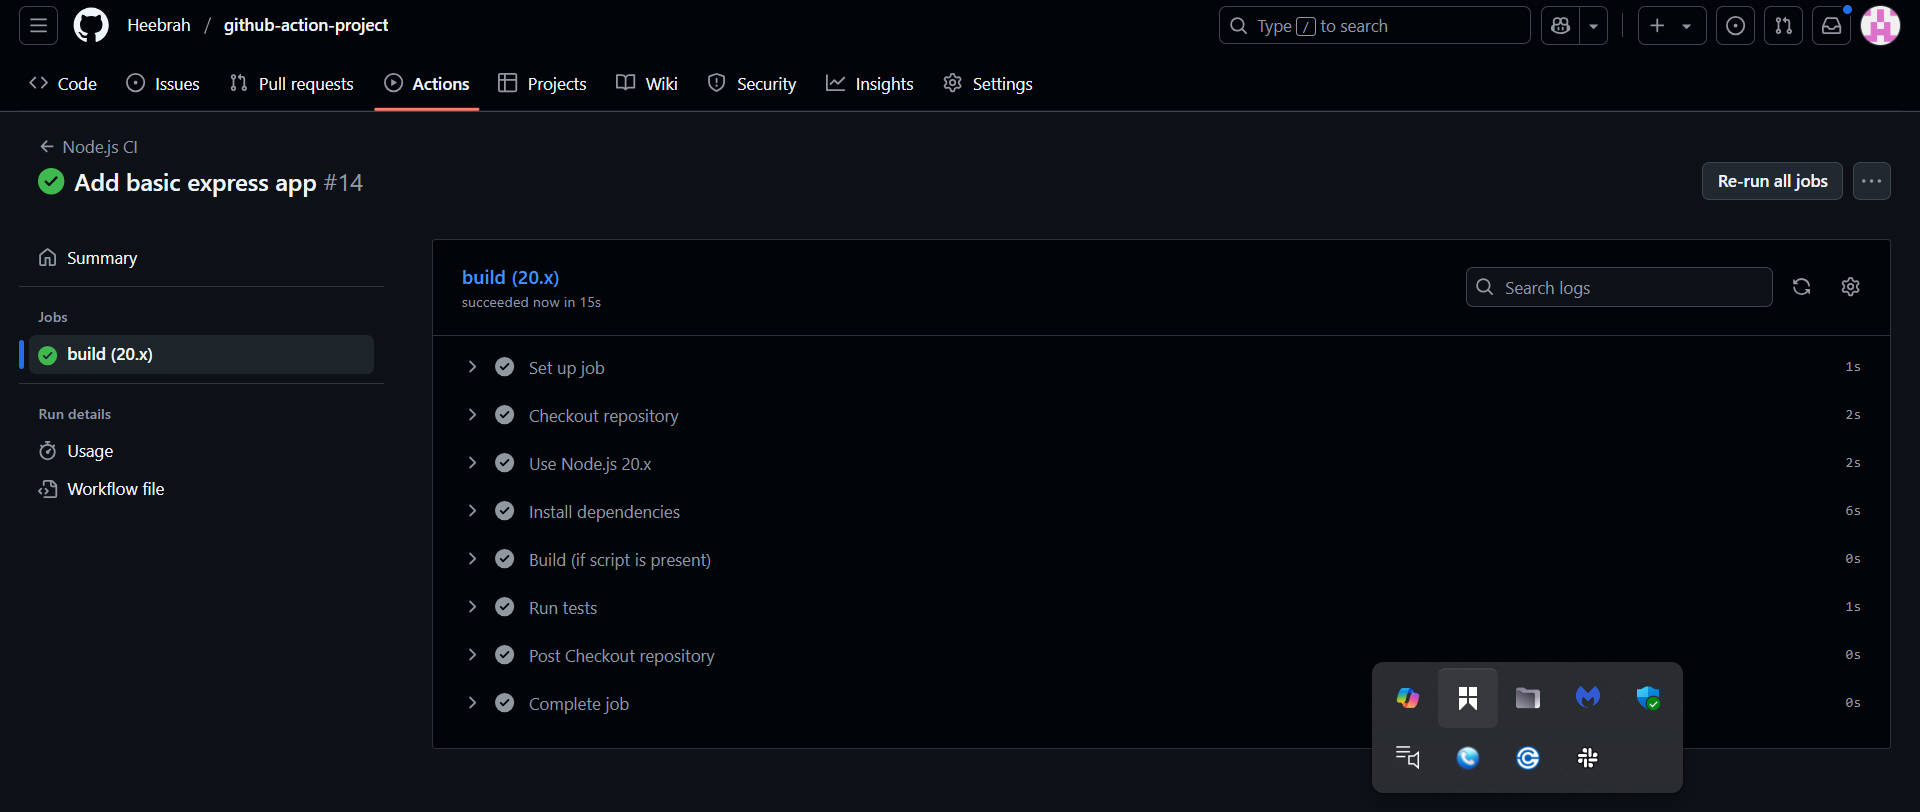 Heebrah / github-action-project
Type / to search
Code
Issues
Pull requests
Actions
Projects
Wiki
Security
Insights
Settings
Node.js CI
Add basic express app #14
Re-run all jobs
Summary
Jobs
build (20.x)
Run details
Usage
Workflow file
build (20.x)
succeeded now in 15s
Search logs
Set up job 1s
Checkout repository 2s
Use Node.js 20.x 2s
Install dependencies 6s
Build (if script is present) 0s
Run tests 1s
Post Checkout repository 0s
Complete job 0s